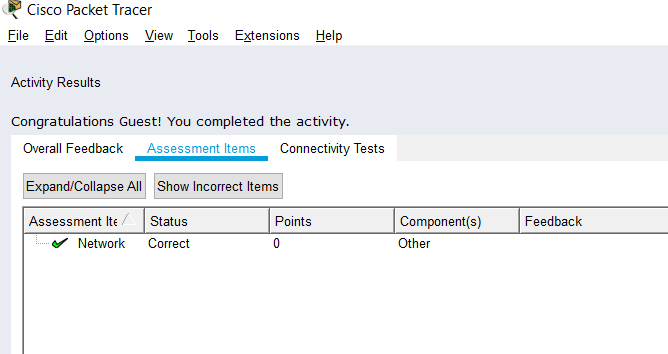 Cisco Packet Tracer
File Edit Options View Tools Extensions Help
Activity Results
Congratulations Guest! You completed the activity.
Overall Feedback Assessment Items Connectivity Tests
Expand/Collapse All Show Incorrect Items
Assessment Ite Status Points Component(s) Feedback
Network Correct 0 Other